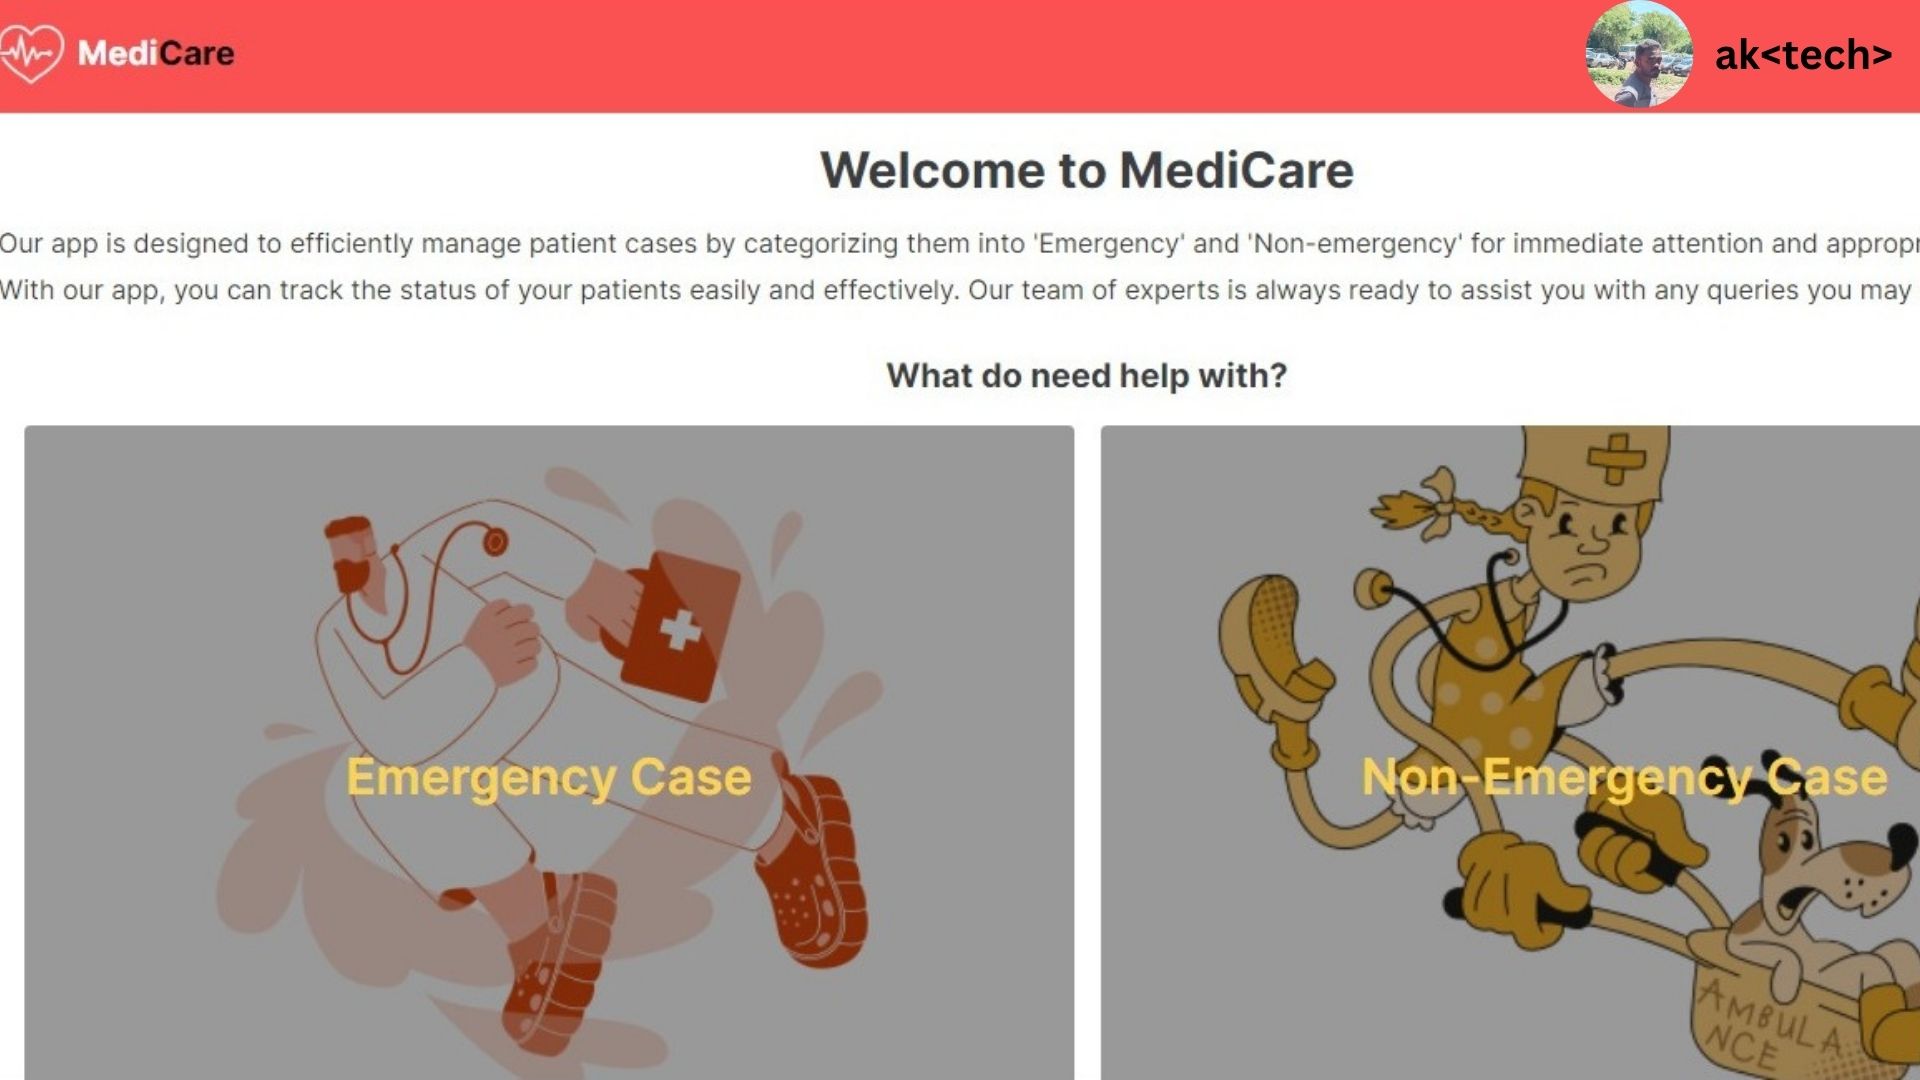 MediCare
ak<tech>
Welcome to MediCare
Our app is designed to efficiently manage patient cases by categorizing them into 'Emergency' and 'Non-emergency' for immediate attention and appropr
With our app, you can track the status of your patients easily and effectively. Our team of experts is always ready to assist you with any queries you may
What do need help with?
Emergency Case
Non-Emergency Case
AMBULA
NCE